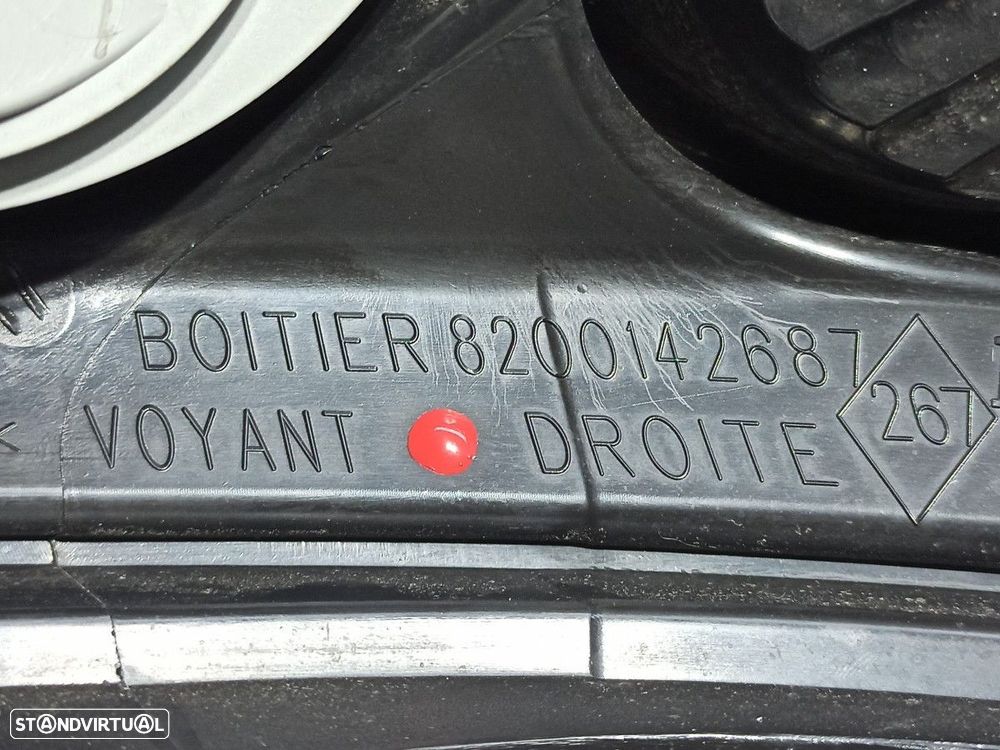 BOITIER 8200142687
VOYANT DROITE
267
STANDVIRTUAL